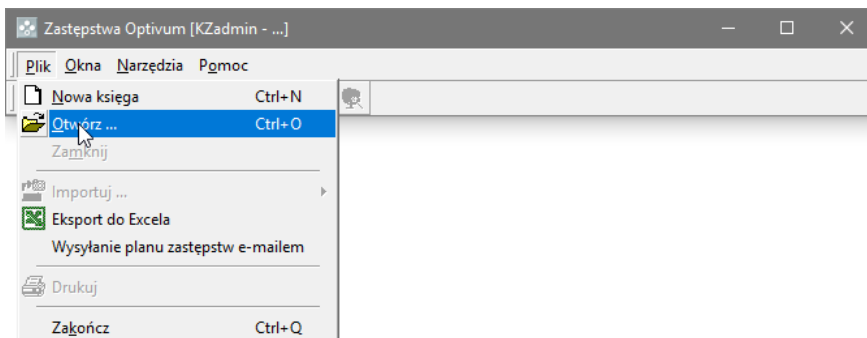 Zastępstwa Optivum [KZadmin - ...]
Plik Okna Narzędzia Pomoc
Nowa księga Ctrl+N
Otwórz ... Ctrl+O
Zamknij
Importuj ...
Eksport do Excela
Wysyłanie planu zastępstw e-mailem
Drukuj
Zakończ Ctrl+Q